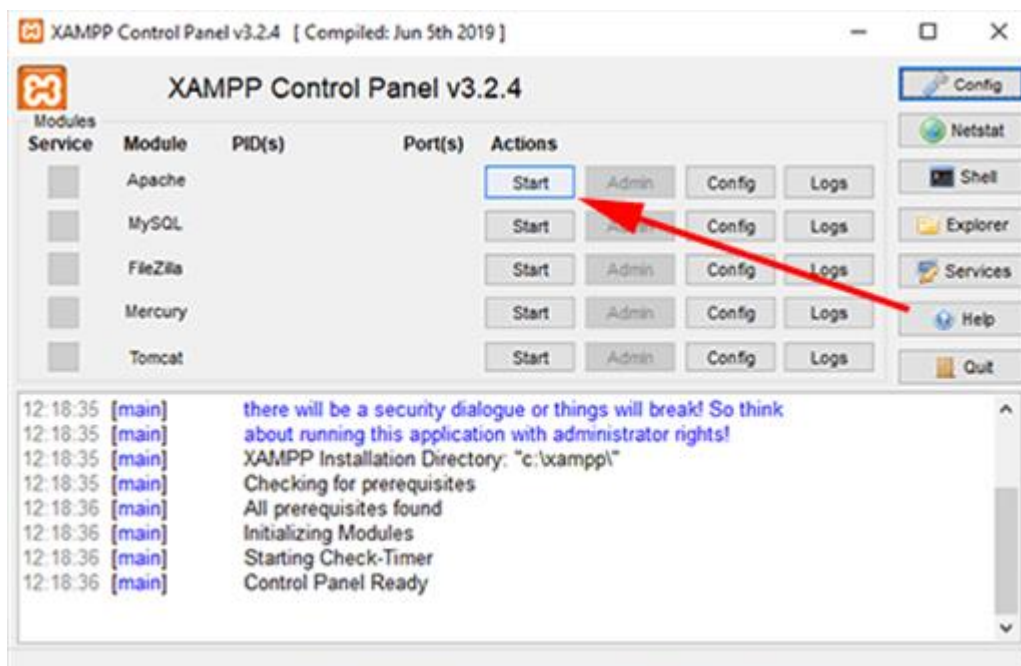 XAMPP Control Panel v3.2.4 [ Compiled: Jun 5th 2019 ]
XAMPP Control Panel v3.2.4
Config
Modules
Service Module PID(s) Port(s) Actions
Netstat
Apache Start Admin Config Logs
Shell
MySQL Start Admin Config Logs
Explorer
FileZilla Start Admin Config Logs
Services
Mercury Start Admin Config Logs
Help
Tomcat Start Admin Config Logs
Quit
12:18:35 [main] there will be a security dialogue or things will break! So think
12:18:35 [main] about running this application with administrator rights!
12:18:35 [main] XAMPP Installation Directory: "c:\xampp\"
12:18:35 [main] Checking for prerequisites
12:18:36 [main] All prerequisites found
12:18:36 [main] Initializing Modules
12:18:36 [main] Starting Check-Timer
12:18:36 [main] Control Panel Ready